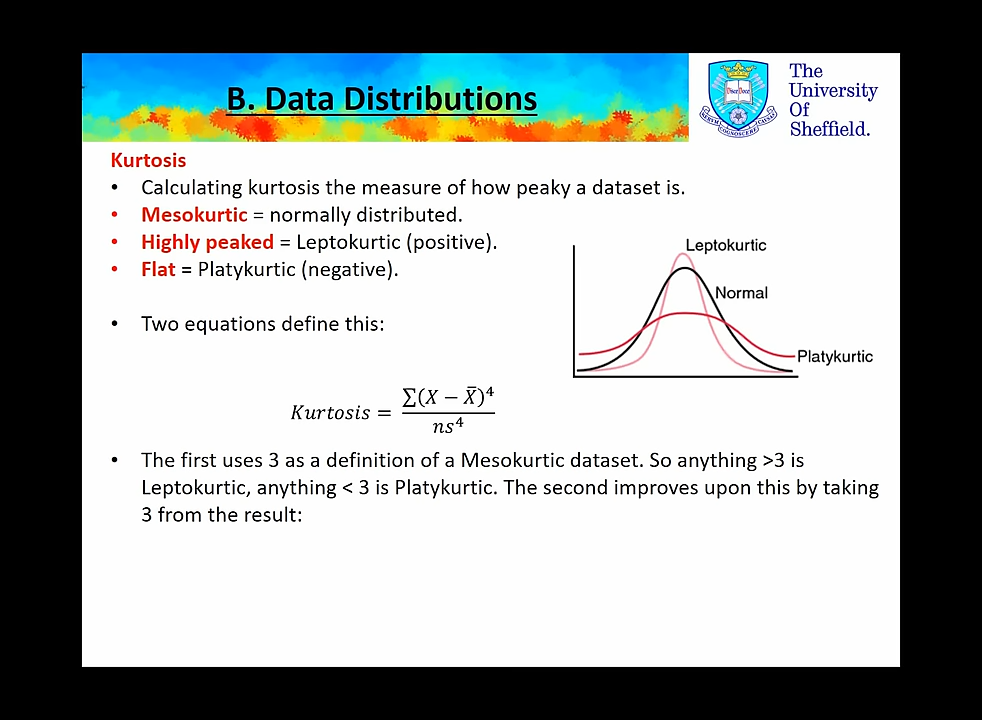 B. Data Distributions
The
University
Of
Sheffield.
Kurtosis
• Calculating kurtosis the measure of how peaky a dataset is.
• Mesokurtic = normally distributed.
• Highly peaked = Leptokurtic (positive).
• Flat = Platykurtic (negative).
Leptokurtic
Normal
Platykurtic
• Two equations define this:
Kurtosis = ∑(X − X̄)⁴ / ns⁴
• The first uses 3 as a definition of a Mesokurtic dataset. So anything >3 is
Leptokurtic, anything < 3 is Platykurtic. The second improves upon this by taking
3 from the result: